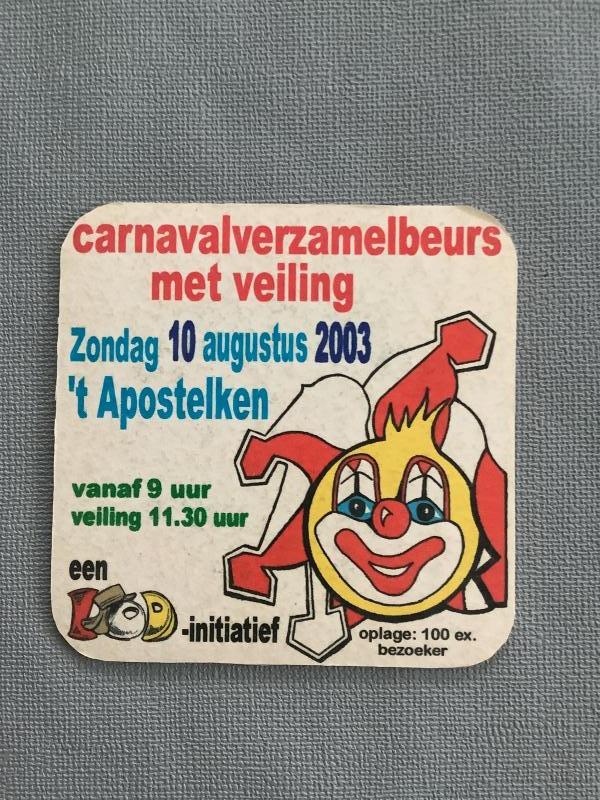 carnavalverzamelbeurs
met veiling
Zondag 10 augustus 2003
't Apostelken
vanaf 9 uur
veiling 11.30 uur
een
-initiatief
oplage: 100 ex.
bezoeker